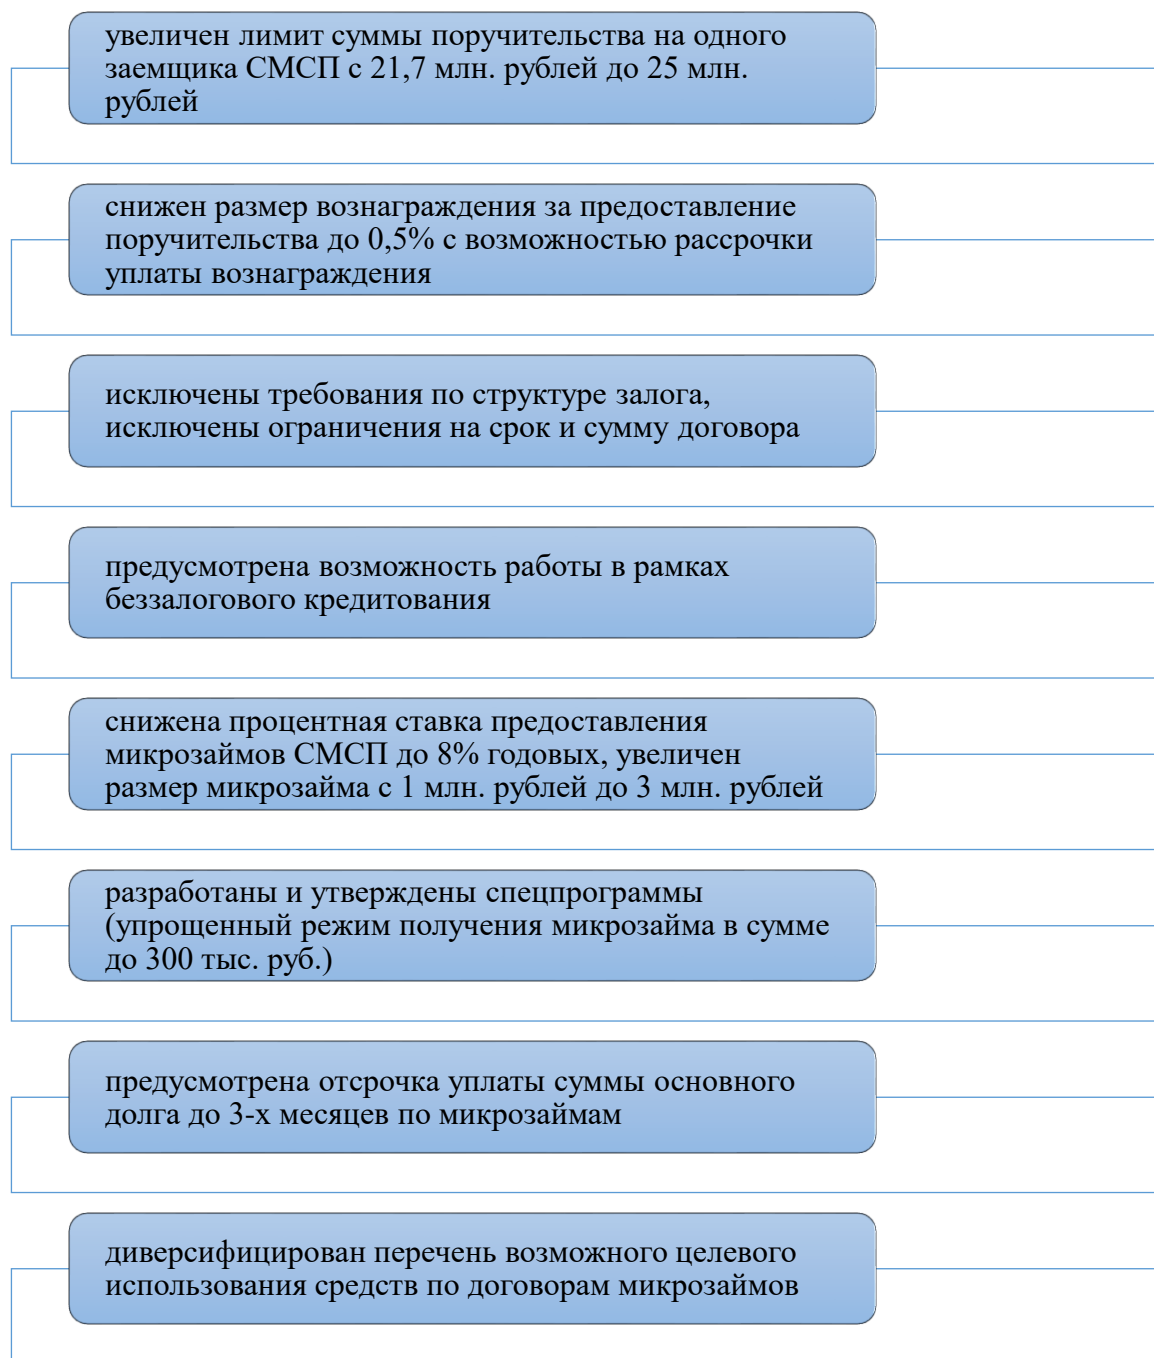 увеличен лимит суммы поручительства на одного
заемщика СМСП с 21,7 млн. рублей до 25 млн.
рублей
снижен размер вознаграждения за предоставление
поручительства до 0,5% с возможностью рассрочки
уплаты вознаграждения
исключены требования по структуре залога,
исключены ограничения на срок и сумму договора
предусмотрена возможность работы в рамках
беззалогового кредитования
снижена процентная ставка предоставления
микрозаймов СМСП до 8% годовых, увеличен
размер микрозайма с 1 млн. рублей до 3 млн. рублей
разработаны и утверждены спецпрограммы
(упрощенный режим получения микрозайма в сумме
до 300 тыс. руб.)
предусмотрена отсрочка уплаты суммы основного
долга до 3-х месяцев по микрозаймам
диверсифицирован перечень возможного целевого
использования средств по договорам микрозаймов